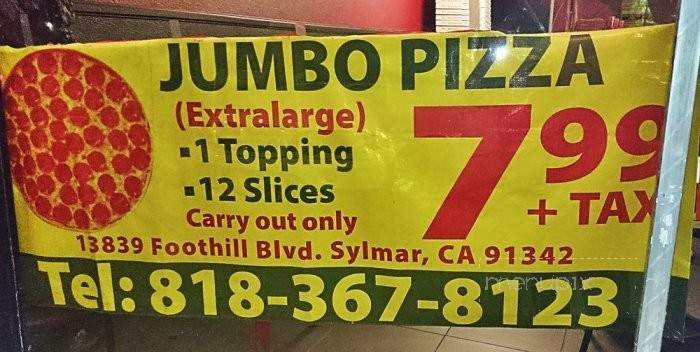 JUMBO PIZZA
(Extralarge)
▪1 Topping
▪12 Slices
Carry out only
7.99
+ TAX
13839 Foothill Blvd. Sylmar, CA 91342
Tel: 818-367-8123